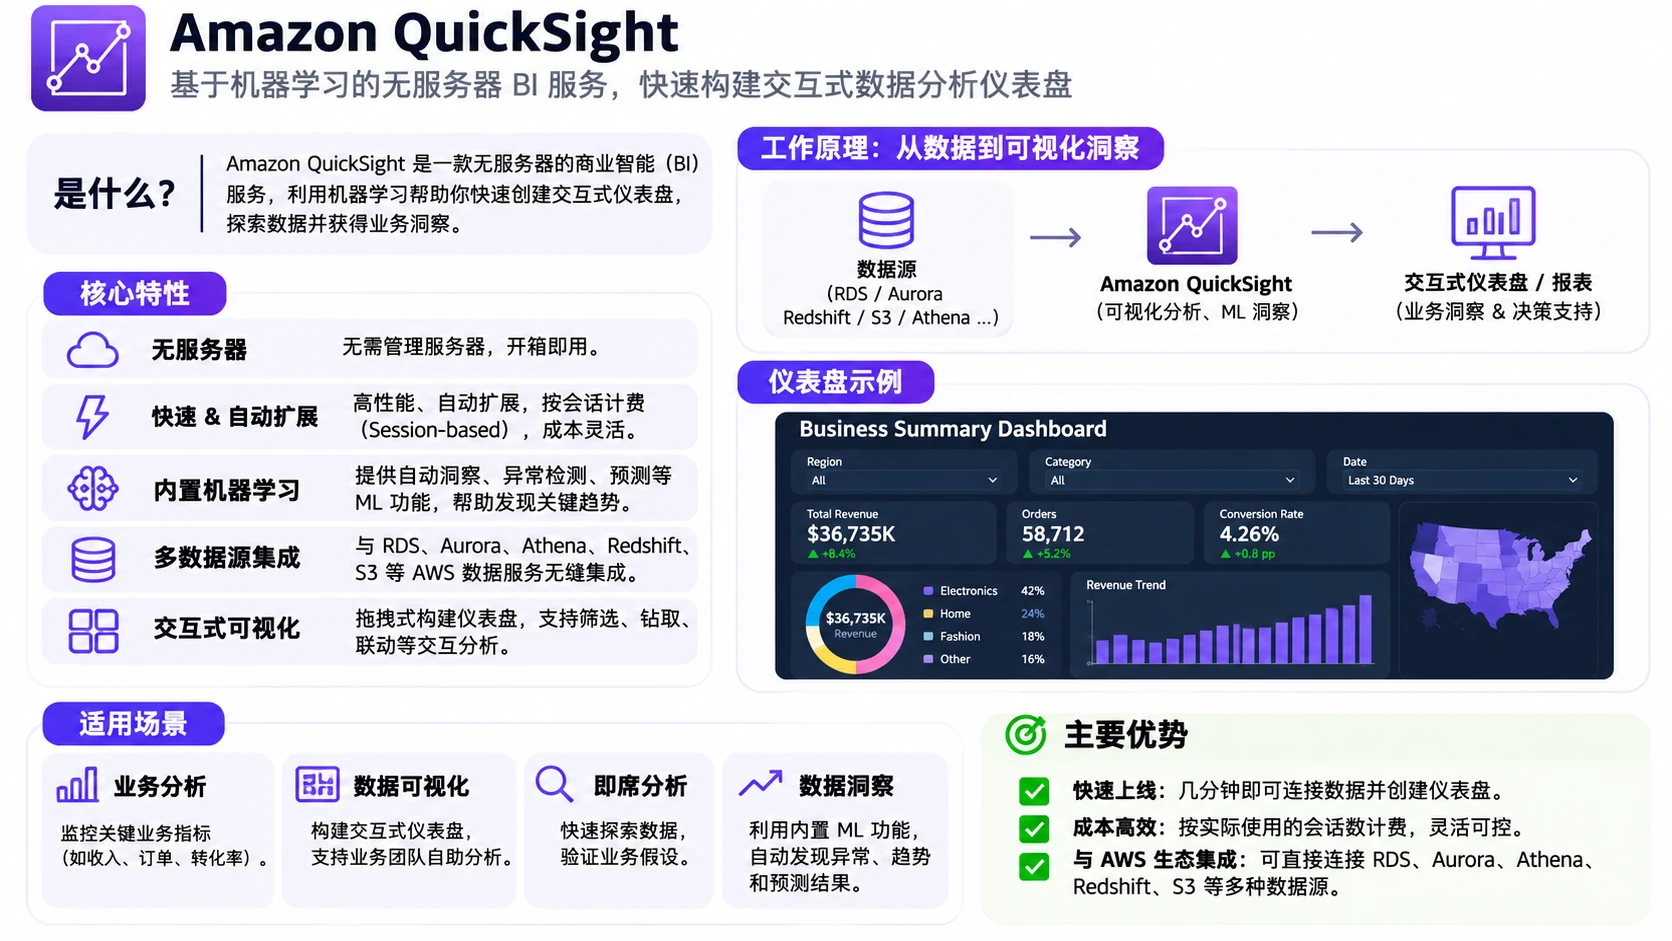 Amazon QuickSight
基于机器学习的无服务器 BI 服务，快速构建交互式数据分析仪表盘
是什么？
Amazon QuickSight 是一款无服务器的商业智能（BI）
服务，利用机器学习帮助你快速创建交互式仪表盘，
探索数据并获得业务洞察。
核心特性
无服务器
无需管理服务器，开箱即用。
快速 & 自动扩展
高性能、自动扩展，按会话计费
（Session-based），成本灵活。
内置机器学习
提供自动洞察、异常检测、预测等
ML 功能，帮助发现关键趋势。
多数据源集成
与 RDS、Aurora、Athena、Redshift、
S3 等 AWS 数据服务无缝集成。
交互式可视化
拖拽式构建仪表盘，支持筛选、钻取、
联动等交互分析。
工作原理：从数据到可视化洞察
数据源
（RDS / Aurora
Redshift / S3 / Athena ...）
Amazon QuickSight
（可视化分析、ML 洞察）
交互式仪表盘 / 报表
（业务洞察 & 决策支持）
仪表盘示例
Business Summary Dashboard
Region
All
Category
All
Date
Last 30 Days
Total Revenue
$36,735K
▲ +8.4%
Orders
58,712
▲ +5.2%
Conversion Rate
4.26%
▲ +0.8 pp
$36,735K
Revenue
Electronics 42%
Home 24%
Fashion 18%
Other 16%
Revenue Trend
适用场景
业务分析
监控关键业务指标
（如收入、订单、转化率）。
数据可视化
构建交互式仪表盘，
支持业务团队自助分析。
即席分析
快速探索数据，
验证业务假设。
数据洞察
利用内置 ML 功能，
自动发现异常、趋势
和预测结果。
主要优势
快速上线：几分钟即可连接数据并创建仪表盘。
成本高效：按实际使用的会话数计费，灵活可控。
与 AWS 生态集成：可直接连接 RDS、Aurora、Athena、
Redshift、S3 等多种数据源。